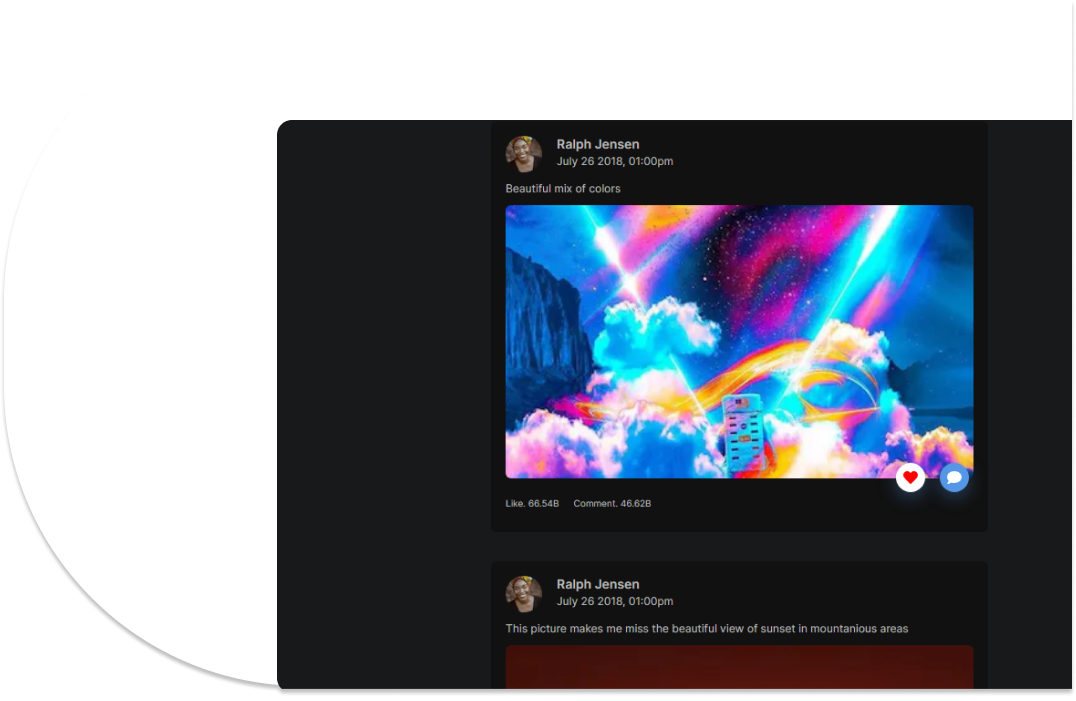 Ralph Jensen
July 26 2018, 01:00pm
Beautiful mix of colors
Like. 66.54B Comment. 46.62B
Ralph Jensen
July 26 2018, 01:00pm
This picture makes me miss the beautiful view of sunset in mountanious areas